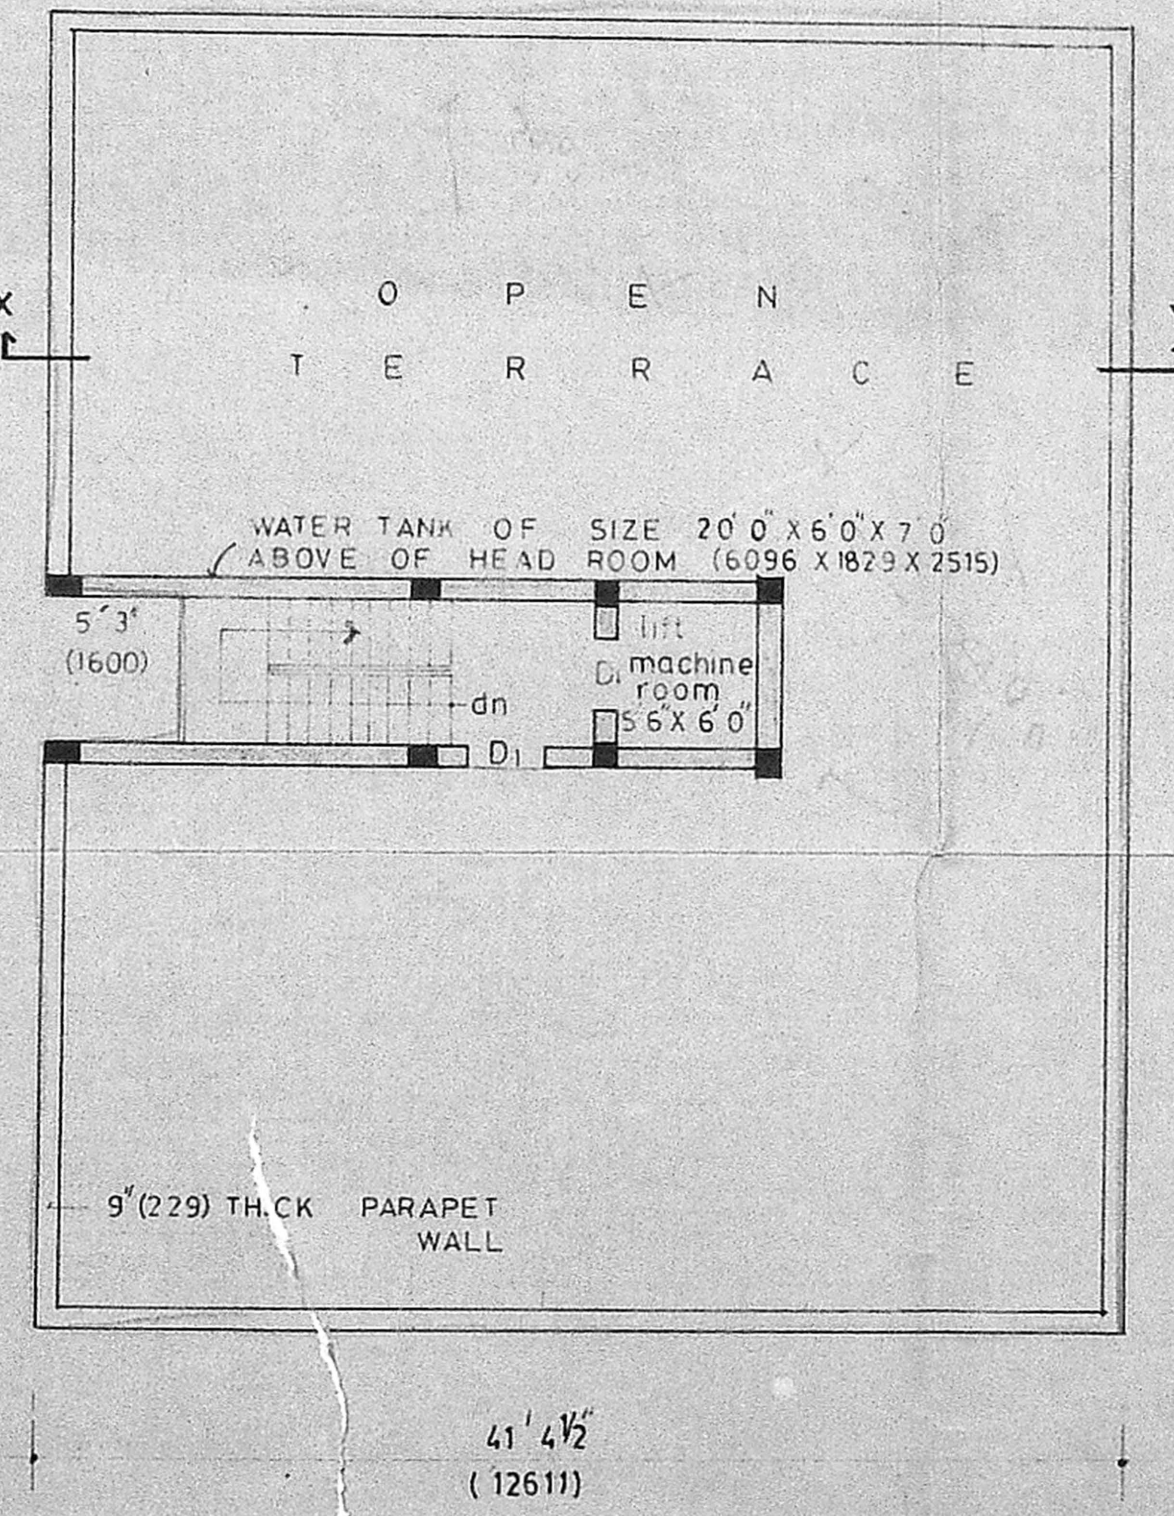 O P E N
X
T E R R A C E
WATER TANK OF SIZE 20' 0" X 6' 0" X 7' 0"
ABOVE OF HEAD ROOM (6096 X 1829 X 2515)
5' 3"
(1600)
lift
D1 machine
room
5' 6" X 6' 0"
dn
D1
9" (229) THICK PARAPET
WALL
41' 4½"
(12611)